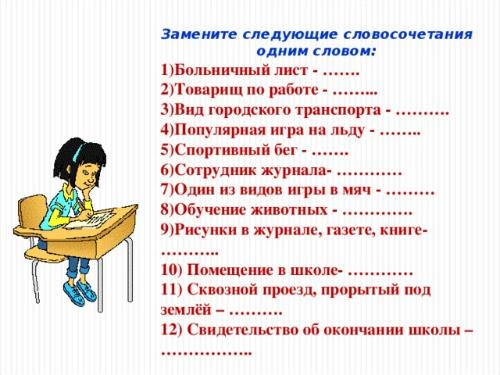 Замените следующие словосочетания
одним словом:
1)Больничный лист - …….
2)Товарищ по работе - ……...
3)Вид городского транспорта - ……….
4)Популярная игра на льду - ……..
5)Спортивный бег - …….
6)Сотрудник журнала- …………
7)Один из видов игры в мяч - ………
8)Обучение животных - ………….
9)Рисунки в журнале, газете, книге-
………..
10) Помещение в школе- …………
11) Сквозной проезд, прорытый под
землёй – ……….
12) Свидетельство об окончании школы –
……………..